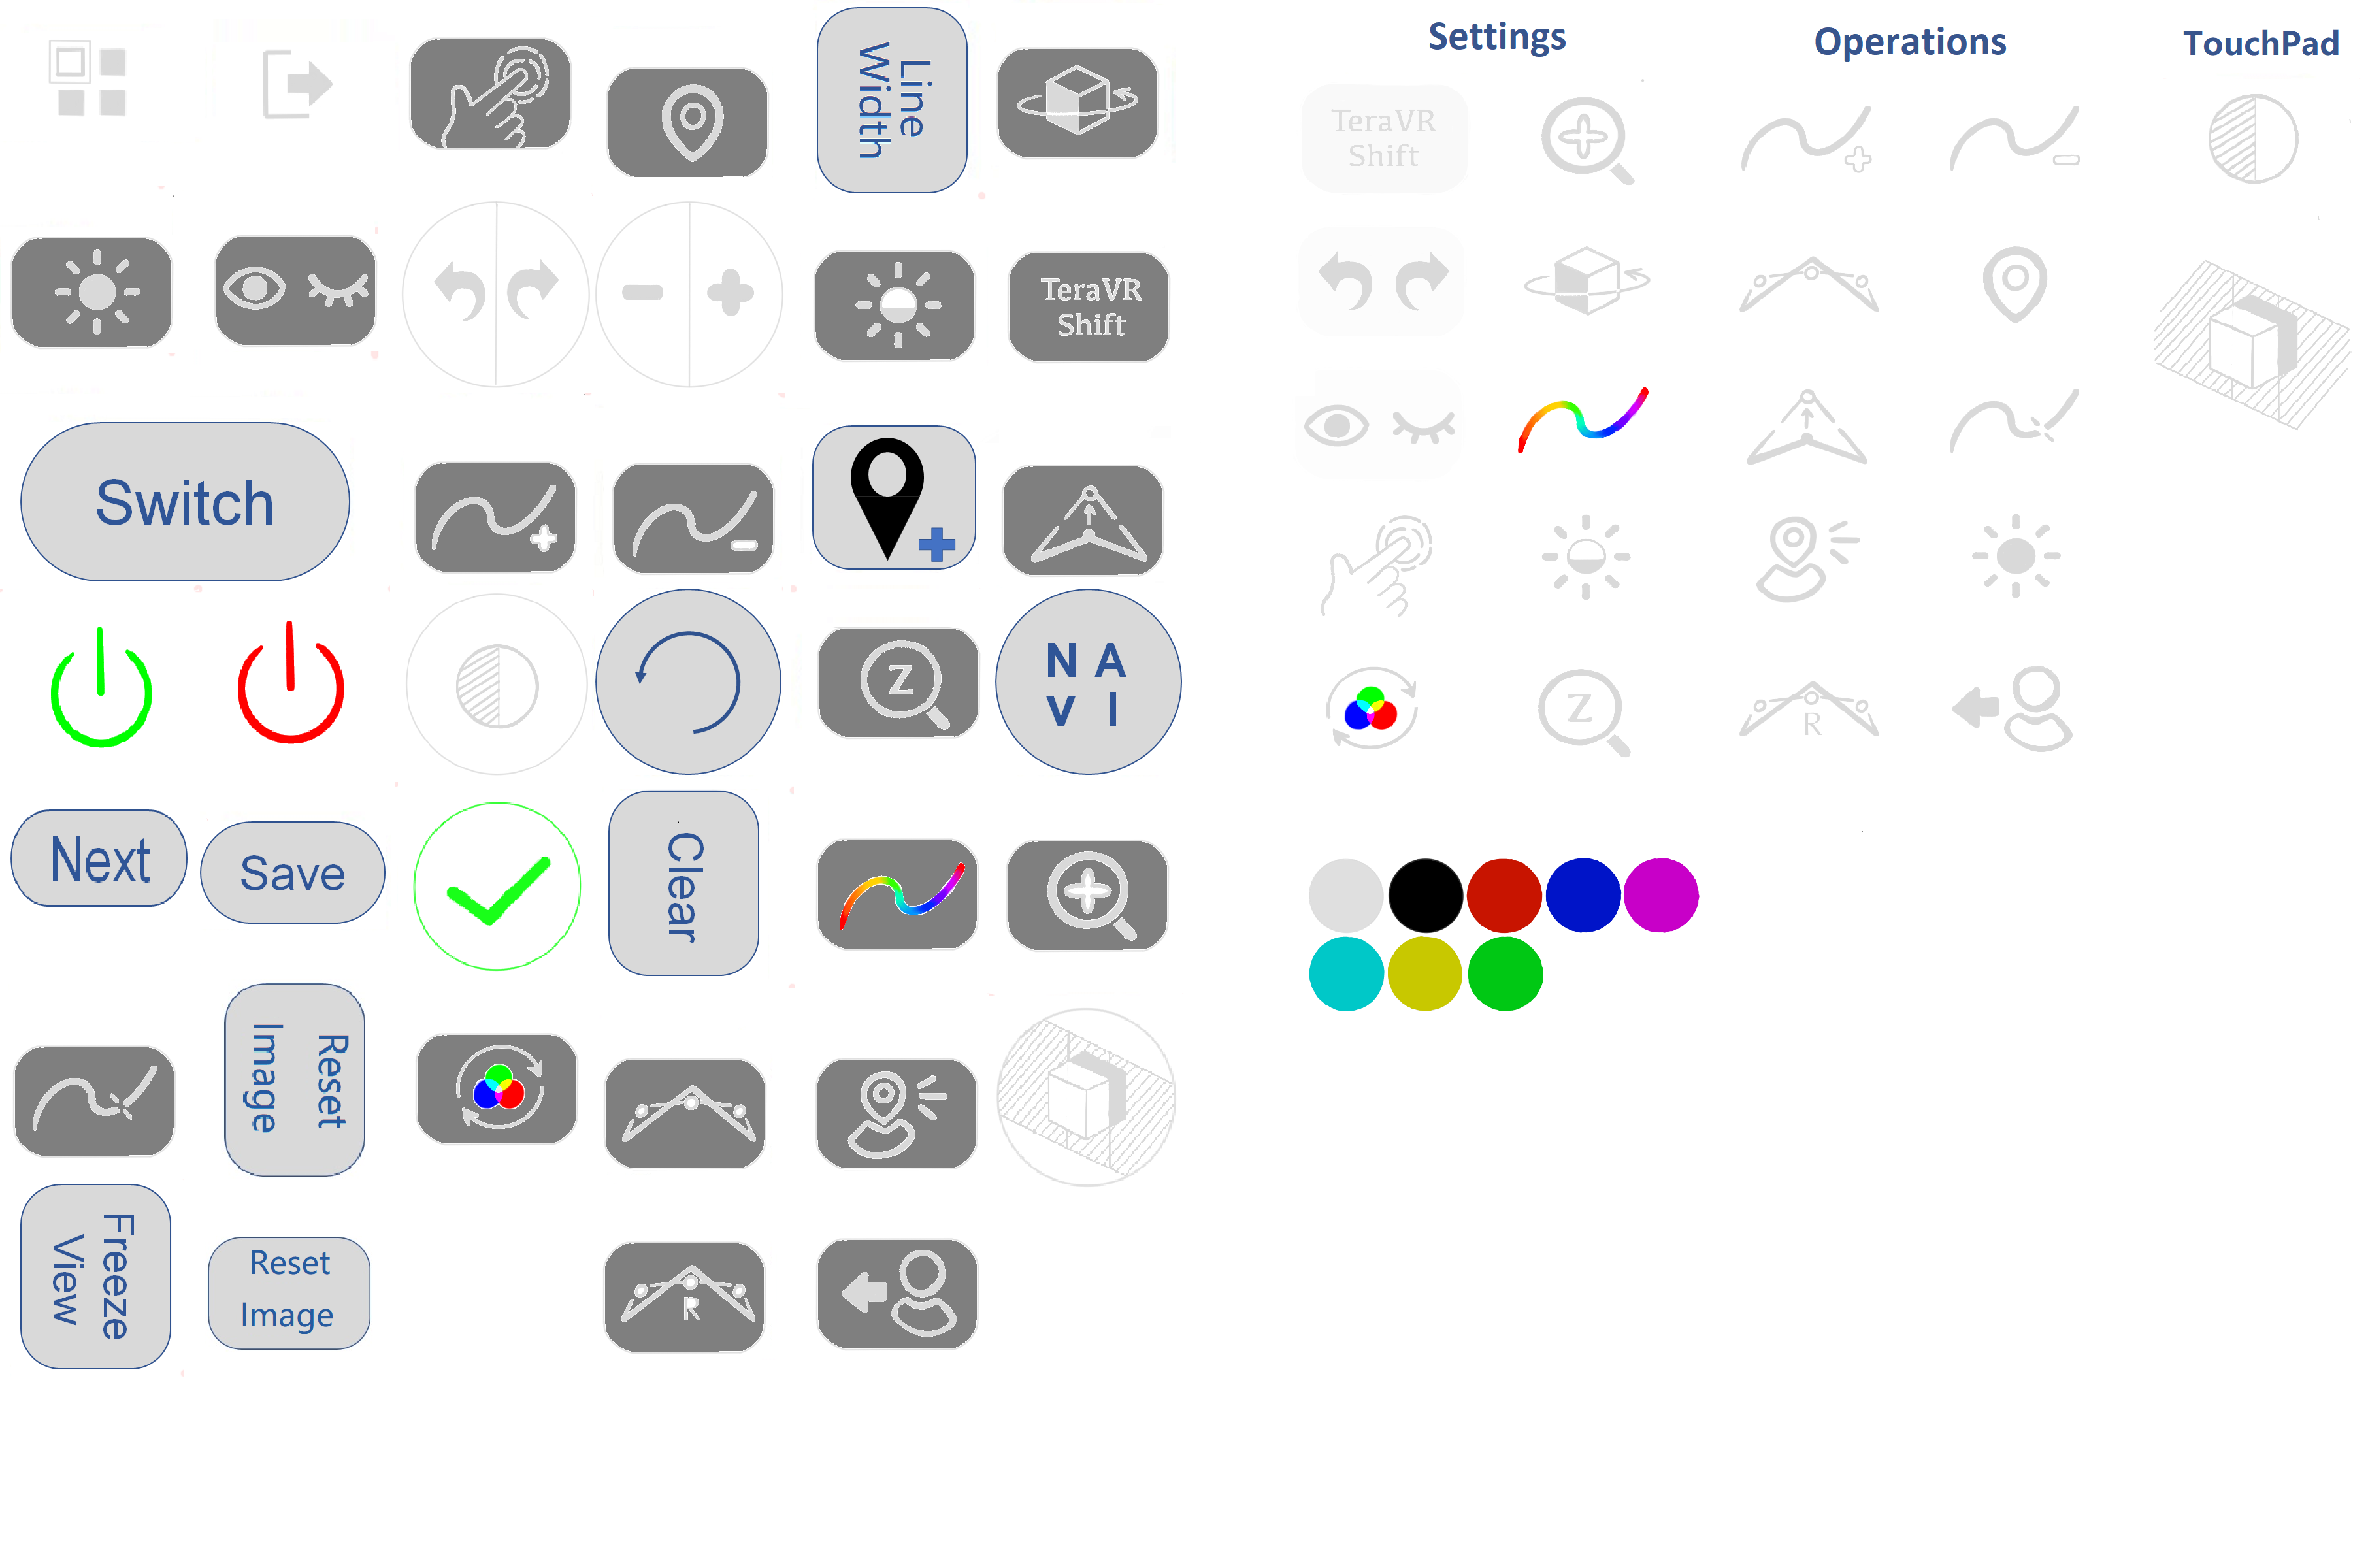 Settings
Operations
TouchPad
Line
Width
TeraVR
Shift
TeraVR
Shift
Switch
Z
N A
V I
Z
R
Next
Save
Clear
Reset
Image
Freeze
View
Reset
Image
R